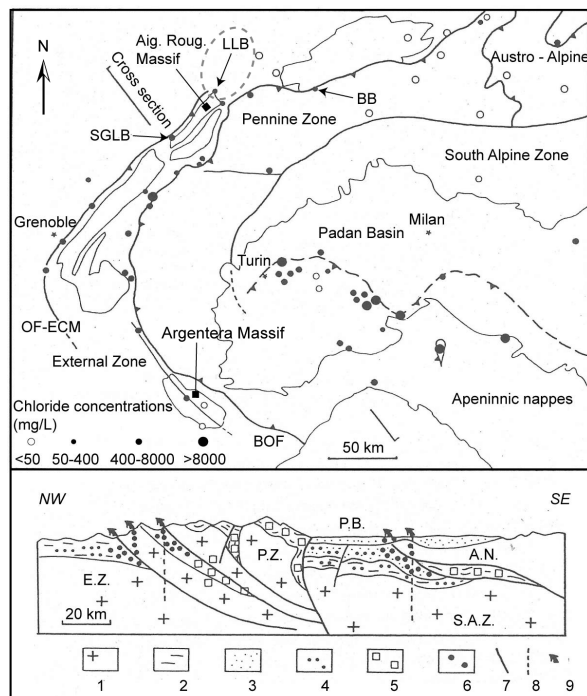 N
Aig. Roug.
Massif
LLB
Austro - Alpine
Cross section
BB
Pennine Zone
SGLB
South Alpine Zone
Grenoble
Padan Basin
Milan
Turin
OF-ECM
Argentera Massif
External Zone
Apeninnic nappes
Chloride concentrations
(mg/L)
BOF
50 km
<50 50-400 400-8000 >8000
NW
SE
P.B.
P.Z.
A.N.
E.Z.
S.A.Z.
20 km
1 2 3 4 5 6 7 8 9